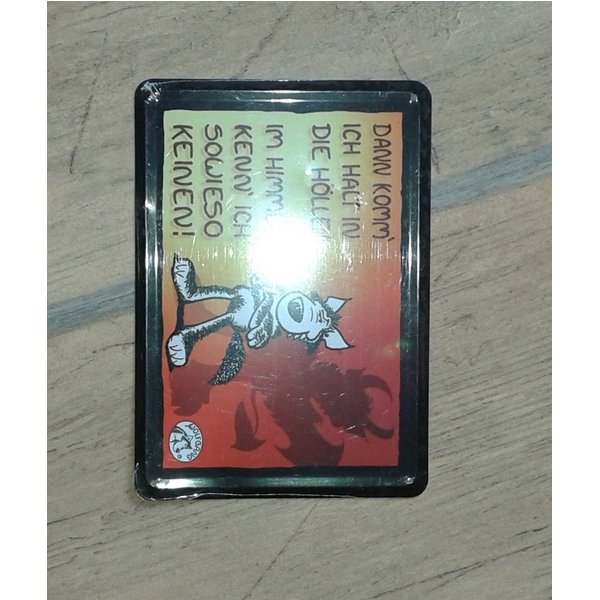 DANN KOMM'
ICH HALT IN
DIE HÖLLE
IM HIMM
KENN' ICH
SOWIESO
KEINEN!